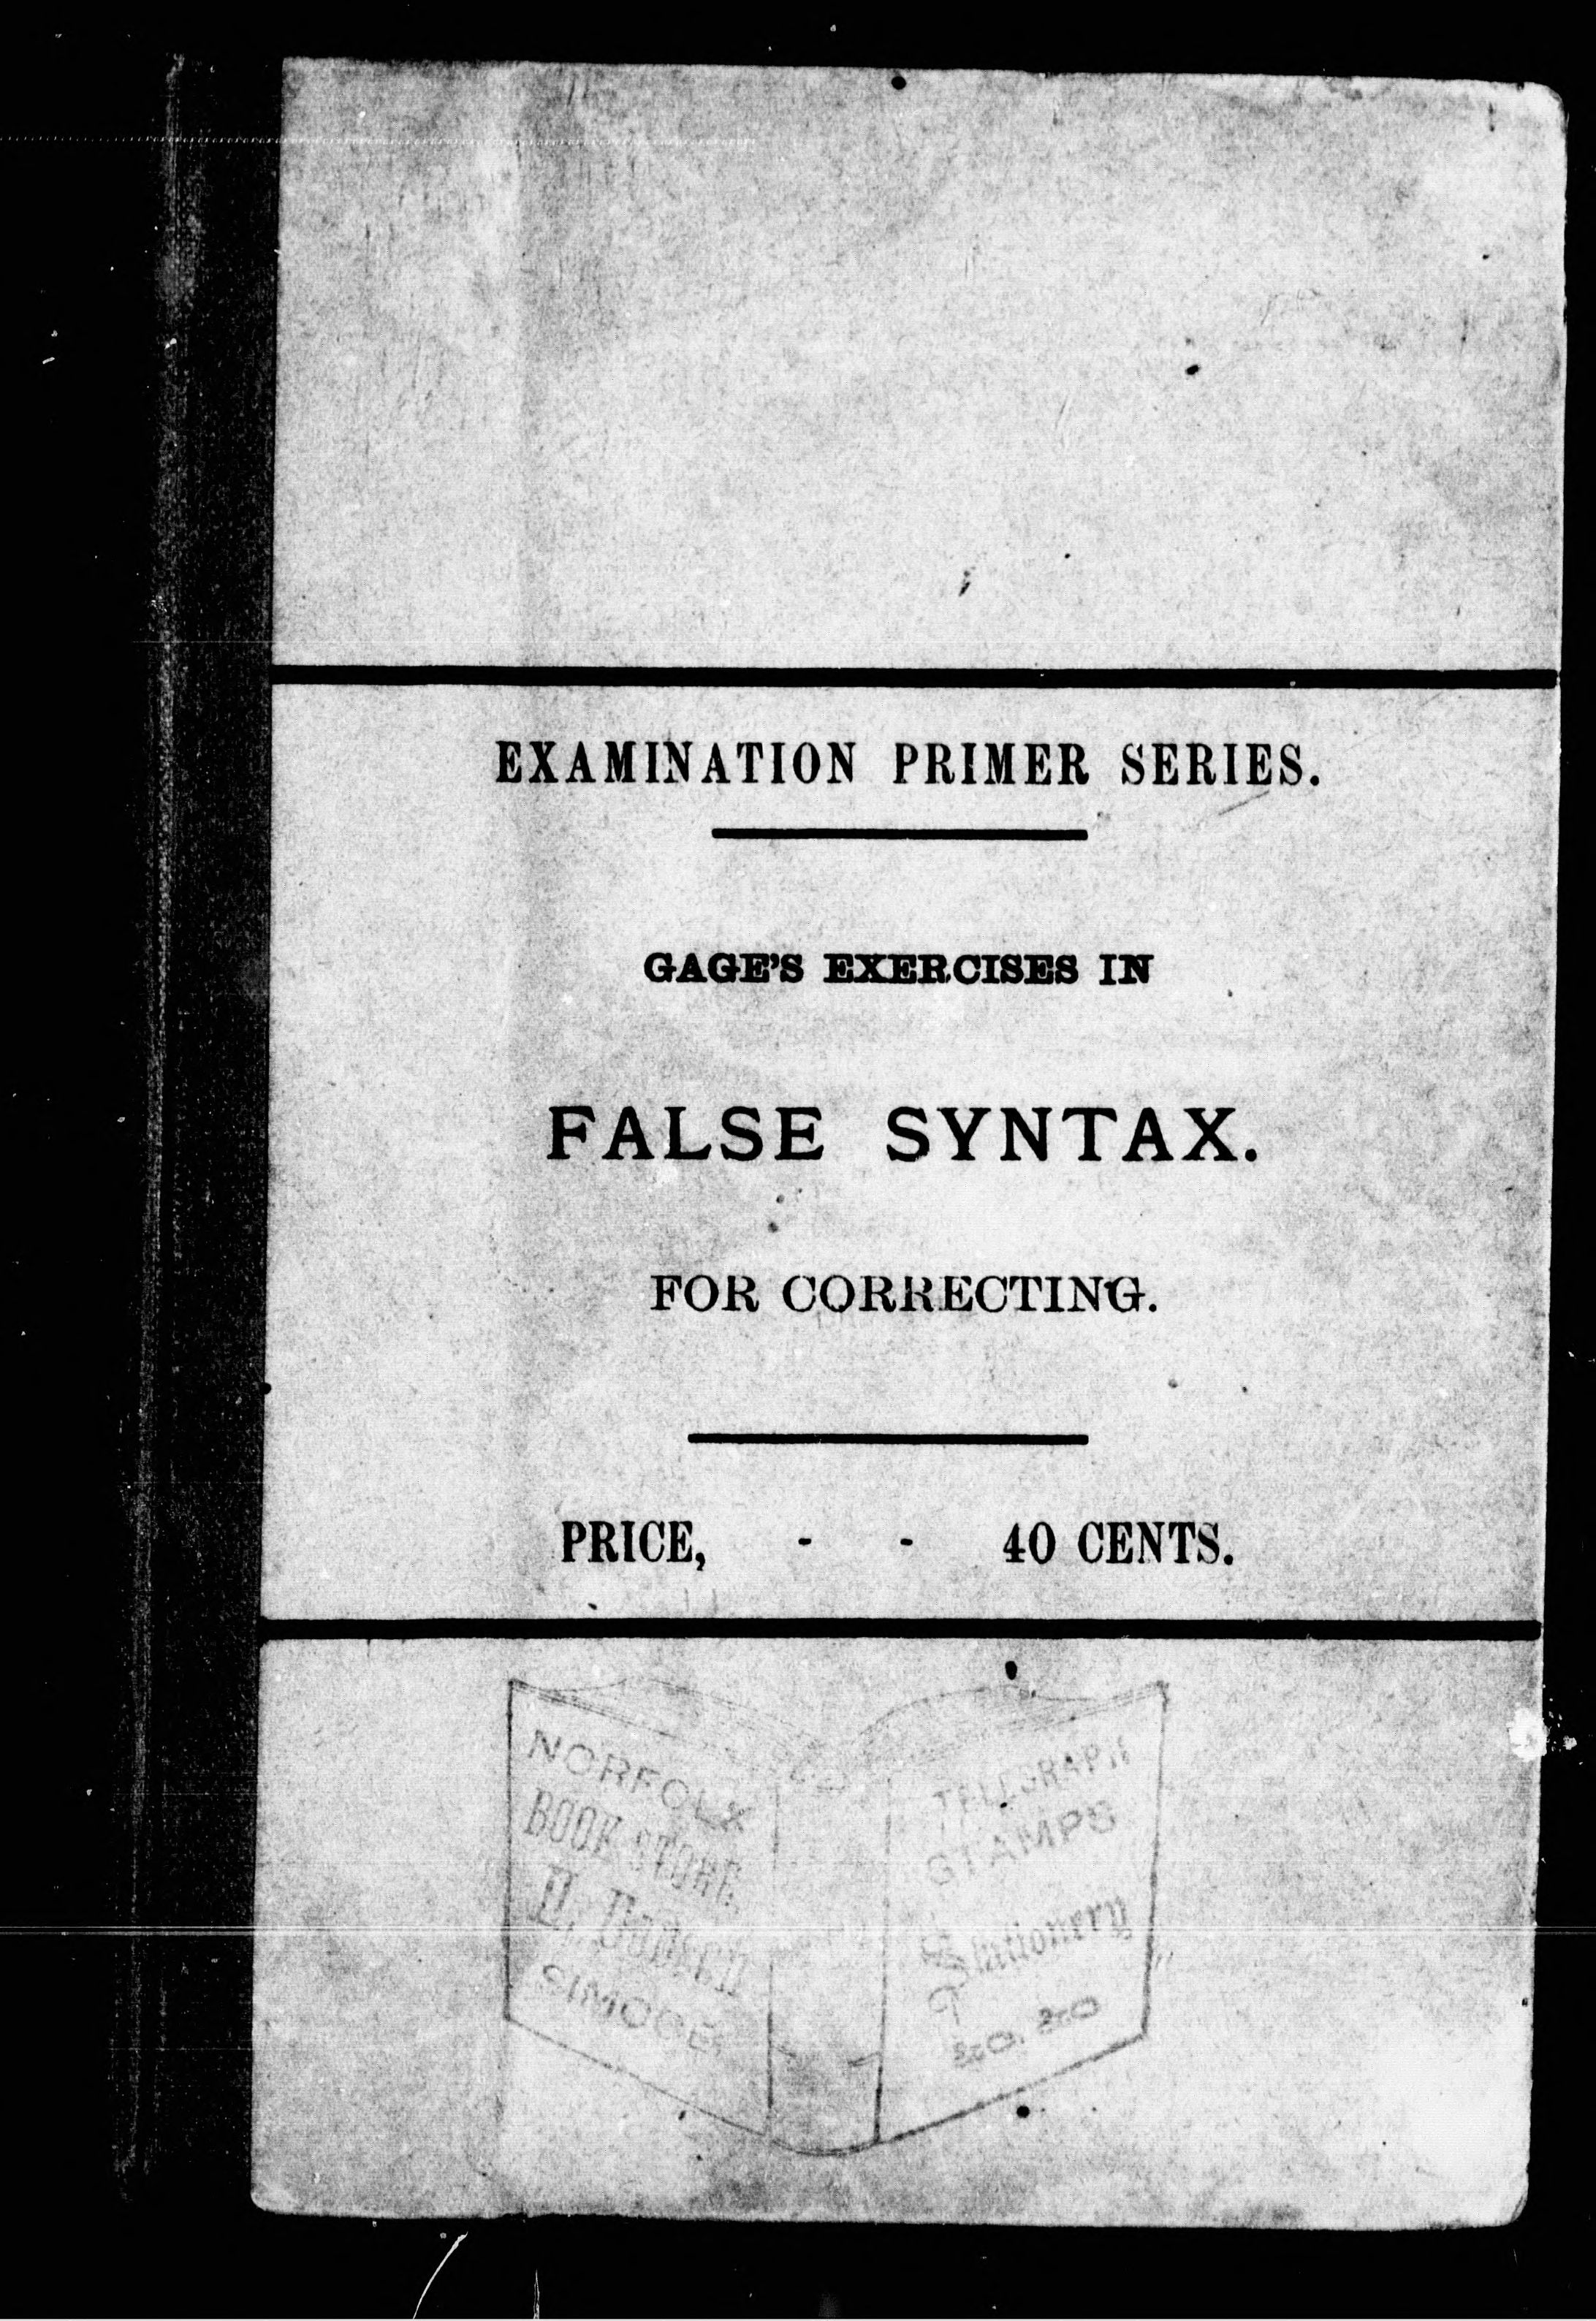 EXAMINATION PRIMER SERIES.
GAGE'S EXERCISES IN
FALSE SYNTAX.
FOR CORRECTING.
PRICE, - - 40 CENTS.
NORFOLK
BOOK STORE,
SIMCOE.
TELEGRAPH
STAMPS
Stationery
&c. &c